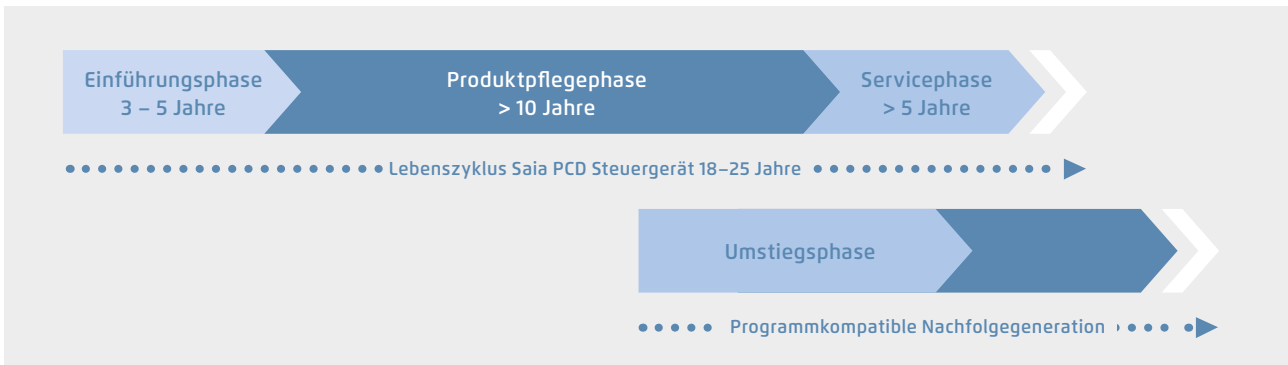 Einführungsphase
3 – 5 Jahre
Produktpflegephase
> 10 Jahre
Servicephase
> 5 Jahre
Lebenszyklus Saia PCD Steuergerät 18–25 Jahre
Umstiegsphase
Programmkompatible Nachfolgegeneration